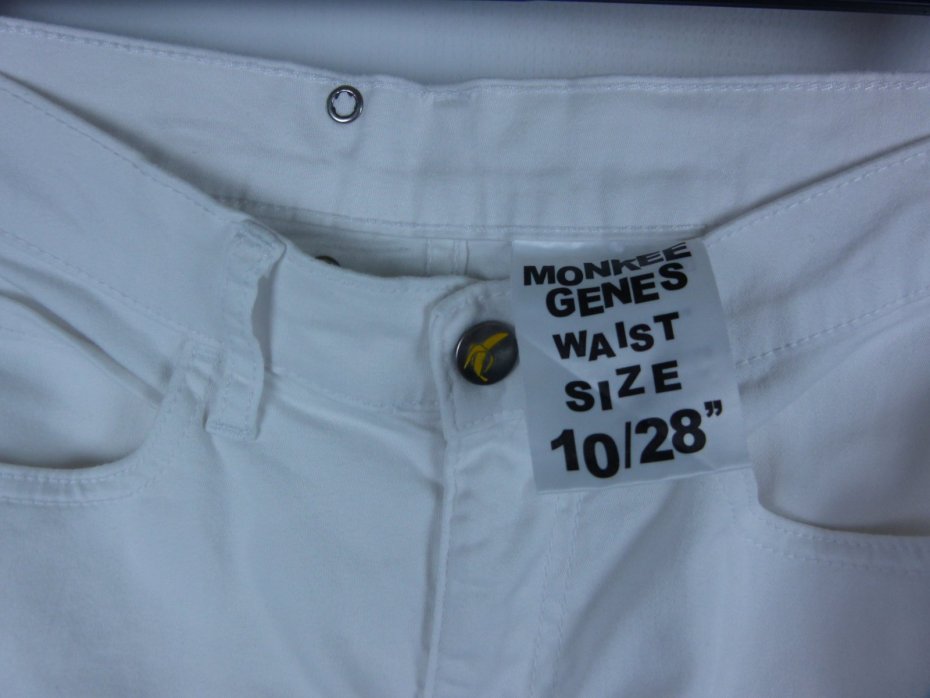 MONKEE
GENES
WAIST
SIZE
10/28”